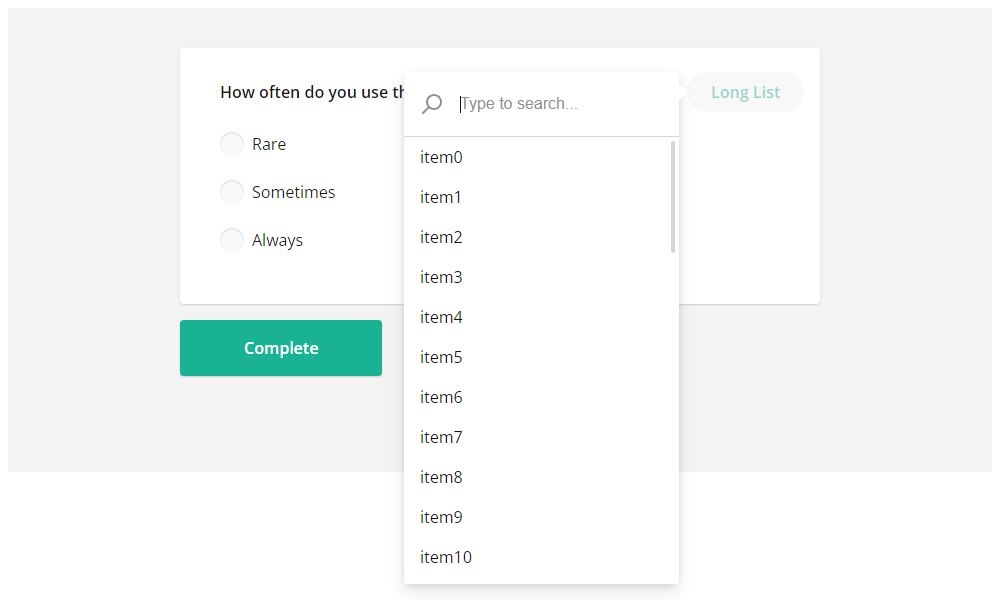 How often do you use
Long List
Type to search...
Rare
Sometimes
Always
Complete
item0
item1
item2
item3
item4
item5
item6
item7
item8
item9
item10